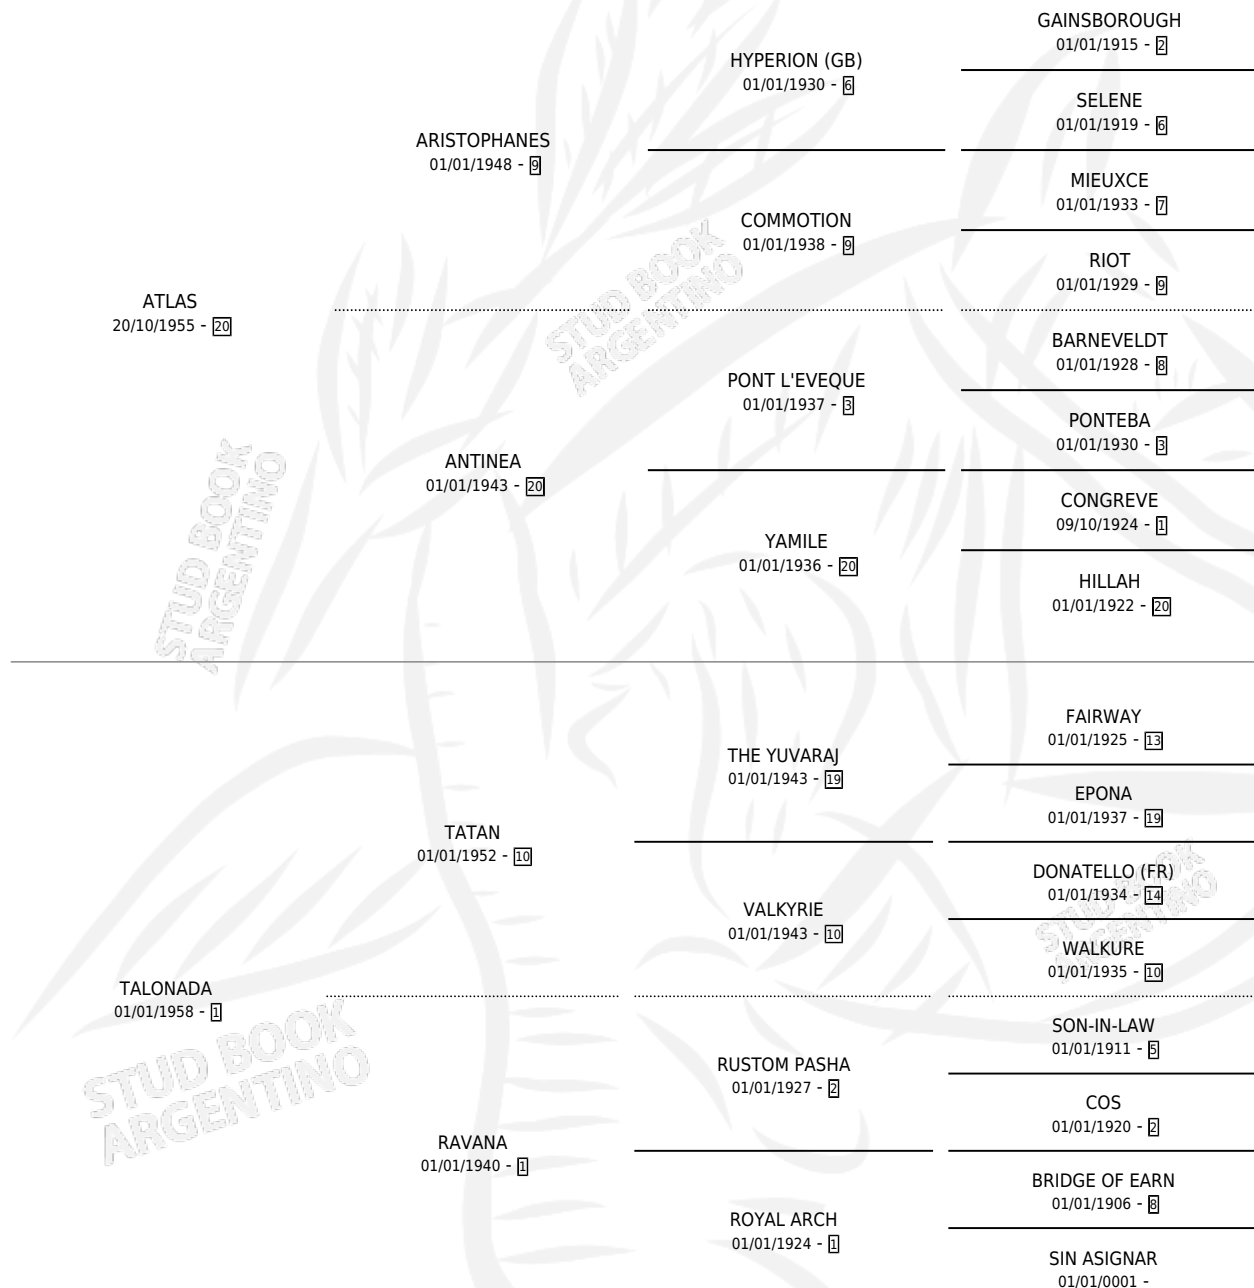 GAINSBOROUGH
01/01/1915 - 2
HYPERION (GB)
01/01/1930 - 6
SELENE
01/01/1919 - 6
ARISTOPHANES
01/01/1948 - 9
MIEUXCE
01/01/1933 - 7
COMMOTION
01/01/1938 - 9
RIOT
01/01/1929 - 9
ATLAS
20/10/1955 - 20
BARNEVELDT
01/01/1928 - 8
PONT L'EVEQUE
01/01/1937 - 3
PONTEBA
01/01/1930 - 3
ANTINEA
01/01/1943 - 20
CONGREVE
09/10/1924 - 1
YAMILE
01/01/1936 - 20
HILLAH
01/01/1922 - 20
STUD BOOK
ARGENTINO
STUD BOOK
ARGENTINO
FAIRWAY
01/01/1925 - 13
THE YUVARAJ
01/01/1943 - 19
EPONA
01/01/1937 - 19
TATAN
01/01/1952 - 10
DONATELLO (FR)
01/01/1934 - 14
VALKYRIE
01/01/1943 - 10
WALKURE
01/01/1935 - 10
STUD BOOK
ARGENTINO
TALONADA
01/01/1958 - 1
SON-IN-LAW
01/01/1911 - 5
RUSTOM PASHA
01/01/1927 - 2
COS
01/01/1920 - 2
STUD BOOK
ARGENTINO
RAVANA
01/01/1940 - 1
BRIDGE OF EARN
01/01/1906 - 8
ROYAL ARCH
01/01/1924 - 1
SIN ASIGNAR
01/01/0001 -